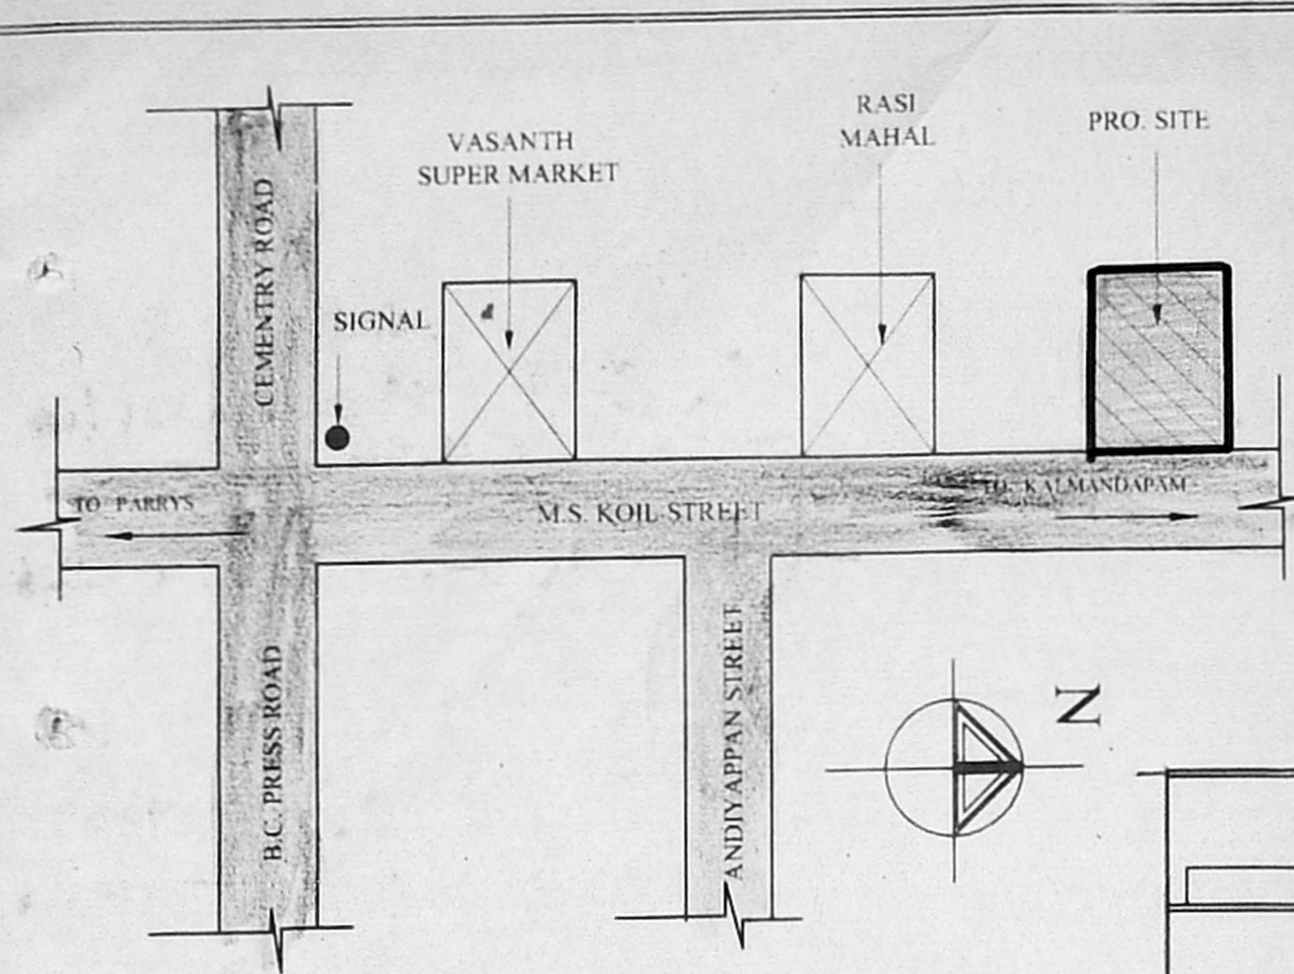 RASI
MAHAL
PRO. SITE
VASANTH
SUPER MARKET
CEMENTRY ROAD
SIGNAL
TO PARRYS
M.S. KOIL STREET
TO KALMANDAPAM
B.C. PRESS ROAD
ANDIYAPPAN STREET
N